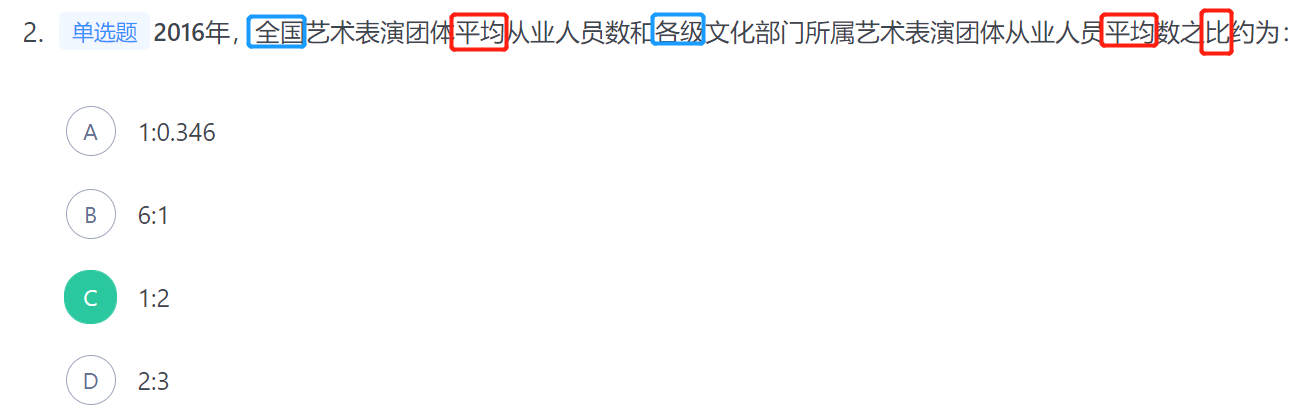 2. 单选题 2016年，全国艺术表演团体平均从业人员数和各级文化部门所属艺术表演团体从业人员平均数之比约为：
A 1:0.346
B 6:1
C 1:2
D 2:3